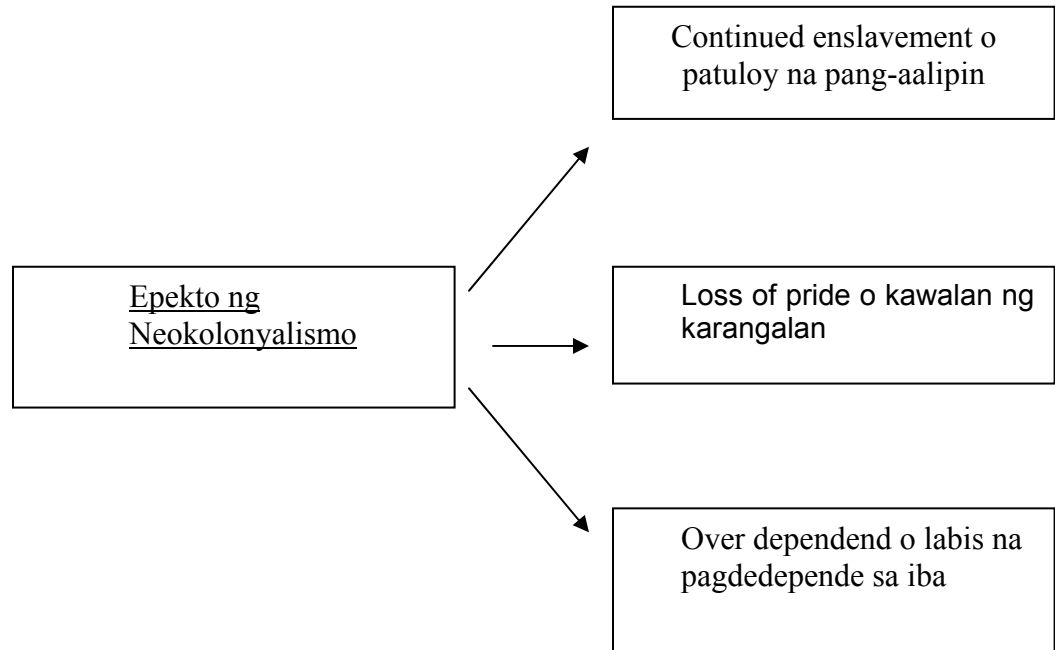 Continued enslavement o
patuloy na pang-aalipin
Epekto ng
Neokolonyalismo
Loss of pride o kawalan ng
karangalan
Over dependend o labis na
pagdedepende sa iba